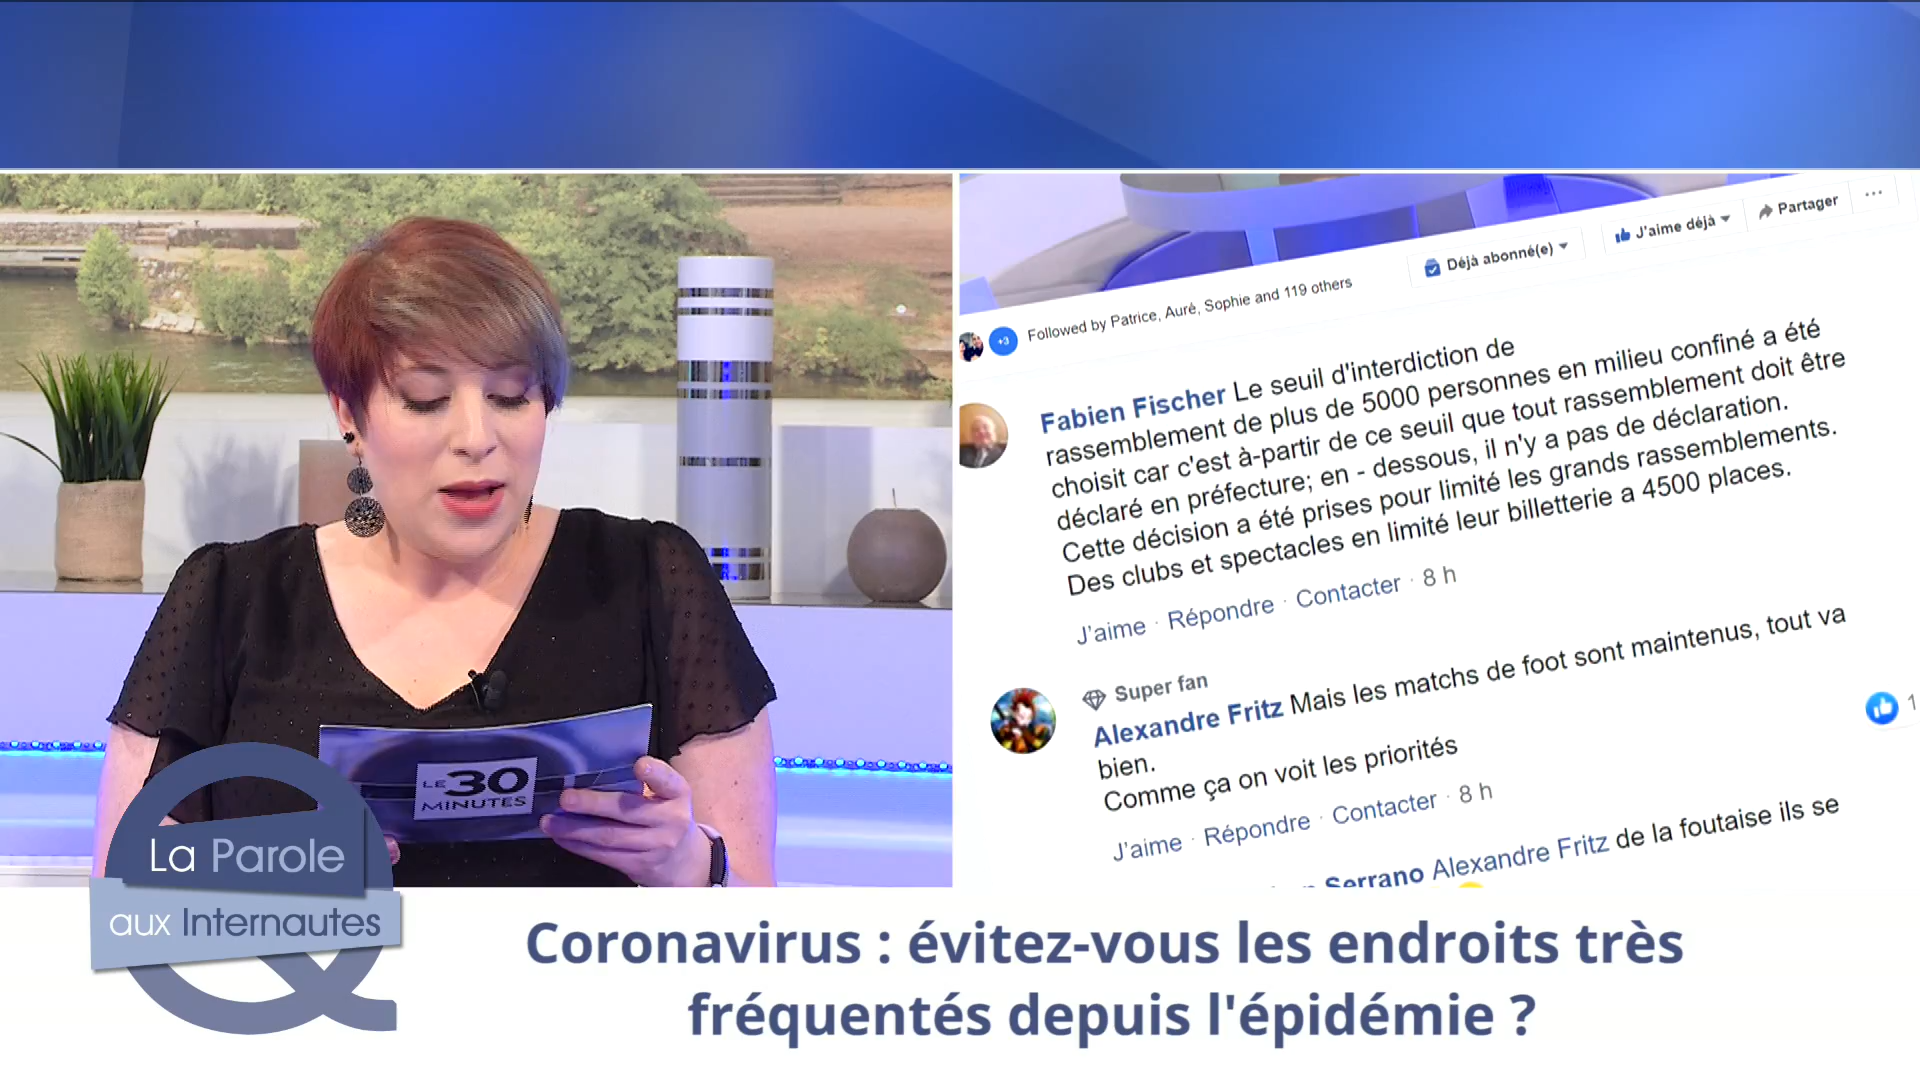 Partager
J'aime déjà
Déjà abonné(e)
+3 Followed by Patrice, Auré, Sophie and 119 others
Fabien Fischer Le seuil d'interdiction de
rassemblement de plus de 5000 personnes en milieu confiné a été
choisit car c'est à-partir de ce seuil que tout rassemblement doit être
déclaré en préfecture; en - dessous, il n'y a pas de déclaration.
Cette décision a été prises pour limité les grands rassemblements.
Des clubs et spectacles en limité leur billetterie a 4500 places.
J'aime · Répondre · Contacter · 8 h
Super fan
Alexandre Fritz Mais les matchs de foot sont maintenus, tout va
bien.
Comme ça on voit les priorités
1
J'aime · Répondre · Contacter · 8 h
Serrano Alexandre Fritz de la foutaise ils se
LE 30
MINUTES
La Parole
aux Internautes
Coronavirus : évitez-vous les endroits très
fréquentés depuis l'épidémie ?